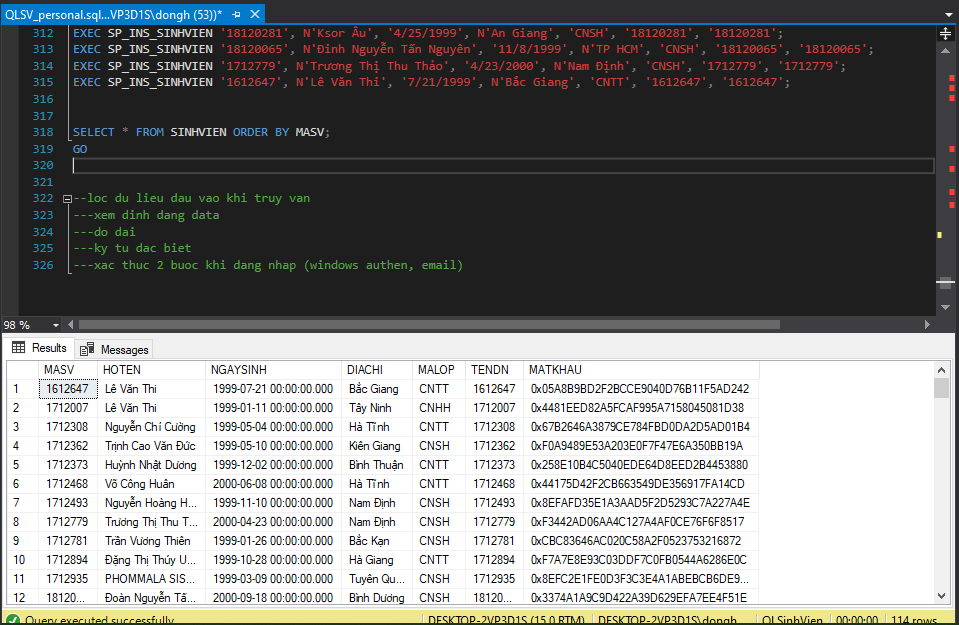 QLSV_personal.sql...VP3D1S\dongh (53))*
312 EXEC SP_INS_SINHVIEN '18120281', N'Ksor Âu', '4/25/1999', N'An Giang', 'CNSH', '18120281', '18120281';
313 EXEC SP_INS_SINHVIEN '18120065', N'Đinh Nguyễn Tấn Nguyên', '11/8/1999', N'TP HCM', 'CNSH', '18120065', '18120065';
314 EXEC SP_INS_SINHVIEN '1712779', N'Trương Thị Thu Thảo', '4/23/2000', N'Nam Định', 'CNSH', '1712779', '1712779';
315 EXEC SP_INS_SINHVIEN '1612647', N'Lê Văn Thi', '7/21/1999', N'Bắc Giang', 'CNTT', '1612647', '1612647';
316
317
318 SELECT * FROM SINHVIEN ORDER BY MASV;
319 GO
320
321
322 --loc du lieu dau vao khi truy van
323 ---xem dinh dang data
324 ---do dai
325 ---ky tu dac biet
326 ---xac thuc 2 buoc khi dang nhap (windows authen, email)
98 %
Results Messages
MASV HOTEN NGAYSINH DIACHI MALOP TENDN MATKHAU
1 1612647 Lê Văn Thi 1999-07-21 00:00:00.000 Bắc Giang CNTT 1612647 0x05A8B9BD2F2BCCE9040D76B11F5AD242
2 1712007 Lê Văn Thi 1999-01-11 00:00:00.000 Tây Ninh CNHH 1712007 0x4481EED82A5FCAF995A7158045081D38
3 1712308 Nguyễn Chí Cường 1999-05-04 00:00:00.000 Hà Tĩnh CNTT 1712308 0x67B2646A3879CE784FBD0DA2D5AD01B4
4 1712362 Trịnh Cao Văn Đức 1999-05-10 00:00:00.000 Kiên Giang CNSH 1712362 0xF0A9489E53A203E0F7F47E6A350BB19A
5 1712373 Huỳnh Nhật Dương 1999-12-02 00:00:00.000 Bình Thuận CNTT 1712373 0x258E10B4C5040EDE64D8EED2B4453880
6 1712468 Võ Công Huân 2000-06-08 00:00:00.000 Hà Tĩnh CNTT 1712468 0x44175D42F2CB663549DE356917FA14CD
7 1712493 Nguyễn Hoàng H... 1999-11-10 00:00:00.000 Nam Định CNSH 1712493 0x8EFAFD35E1A3AAD5F2D5293C7A227A4E
8 1712779 Trương Thị Thu T... 2000-04-23 00:00:00.000 Nam Định CNSH 1712779 0xF3442AD06AA4C127A4AF0CE76F6F8517
9 1712781 Trần Vương Thiên 1999-01-26 00:00:00.000 Bắc Kạn CNSH 1712781 0xCBC83646AC020C58A2F0523753216872
10 1712894 Đặng Thị Thúy U... 1999-10-28 00:00:00.000 Hà Giang CNTT 1712894 0xF7A7E8E93C03DDF7C0FB0544A6286E0C
11 1712935 PHOMMALA SIS... 1999-03-09 00:00:00.000 Tuyên Qu... CNSH 1712935 0x8EFC2E1FE0D3F3C3E4A1ABEBCB6DE9...
12 18120... Đoàn Nguyễn Tấ... 2000-09-18 00:00:00.000 Bình Dương CNSH 18120... 0x3374A1A9C9D422A39D629EFA7EE4F51E
Query executed successfully. DESKTOP-2VP3D1S (15.0 RTM) DESKTOP-2VP3D1S\dongh ... QLSinhVien 00:00:00 114 rows